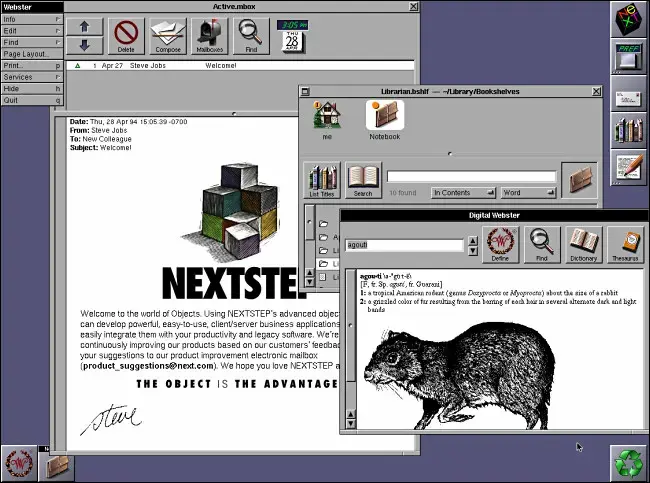 Webster
Info
Edit
Find
Page Layout...
Print... p
Services
Hide h
Quit q
Active.mbox
Delete
Compose
Mailboxes
Find
3:05
THU
28
APR
1 Apr 27 Steve Jobs Welcome!
Date: Thu, 28 Apr 94 15:05:39 -0700
From: Steve Jobs
To: New Colleague
Subject: Welcome!
NEXTSTEP
Welcome to the world of Objects. Using NEXTSTEP's advanced objec
can develop powerful, easy-to-use, client/server business applications
easily integrate them with your productivity and legacy software. We're
continuously improving our products based on our customers' feedba
your suggestions to our product improvement electronic mailbox
(product_suggestions@next.com). We hope you love NEXTSTEP a
THE OBJECT IS THE ADVANTAGE
Steve
Librarian.bshlf — ~/Library/Bookshelves
me
Notebook
List Titles
Search
10 found
In Contents
Word
Digital Webster
agouti
Define
Find
Dictionary
Thesaurus
[F, fr. Sp. agutí, fr. Guarani]
1: a tropical American rodent (genus Dasyprocta or Myoprocta) about the size of a rabbit
2: a grizzled color of fur resulting from the barring of each hair in several alternate dark and light
bands
PREF